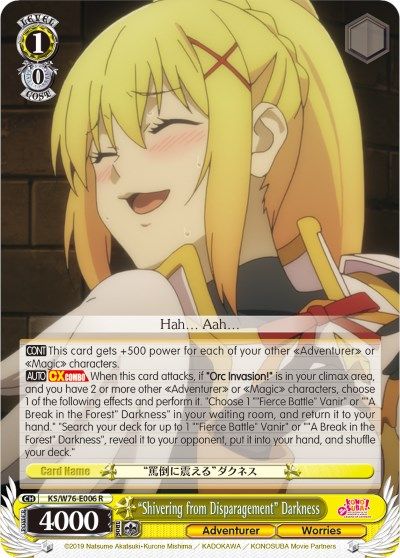 LEVEL
1
0
COST
Hah… Aah…
CONT This card gets +500 power for each of your other «Adventurer» or
«Magic» characters.
AUTO CX COMBO When this card attacks, if "Orc Invasion!" is in your climax area,
and you have 2 or more other «Adventurer» or «Magic» characters, choose
1 of the following effects and perform it. "Choose 1 ""Fierce Battle" Vanir" or ""A
Break in the Forest" Darkness" in your waiting room, and return it to your
hand." "Search your deck for up to 1 ""Fierce Battle" Vanir" or ""A Break in the
Forest" Darkness", reveal it to your opponent, put it into your hand, and shuffle
your deck."
Card Name
“罵倒に震える”ダクネス
CH KS/W76-E006 R
"Shivering from Disparagement" Darkness
POWER
4000
SOUL
Adventurer
Worries
©2019 Natsume Akatsuki・Kurone Mishima / KADOKAWA / KONOSUBA Movie Partners